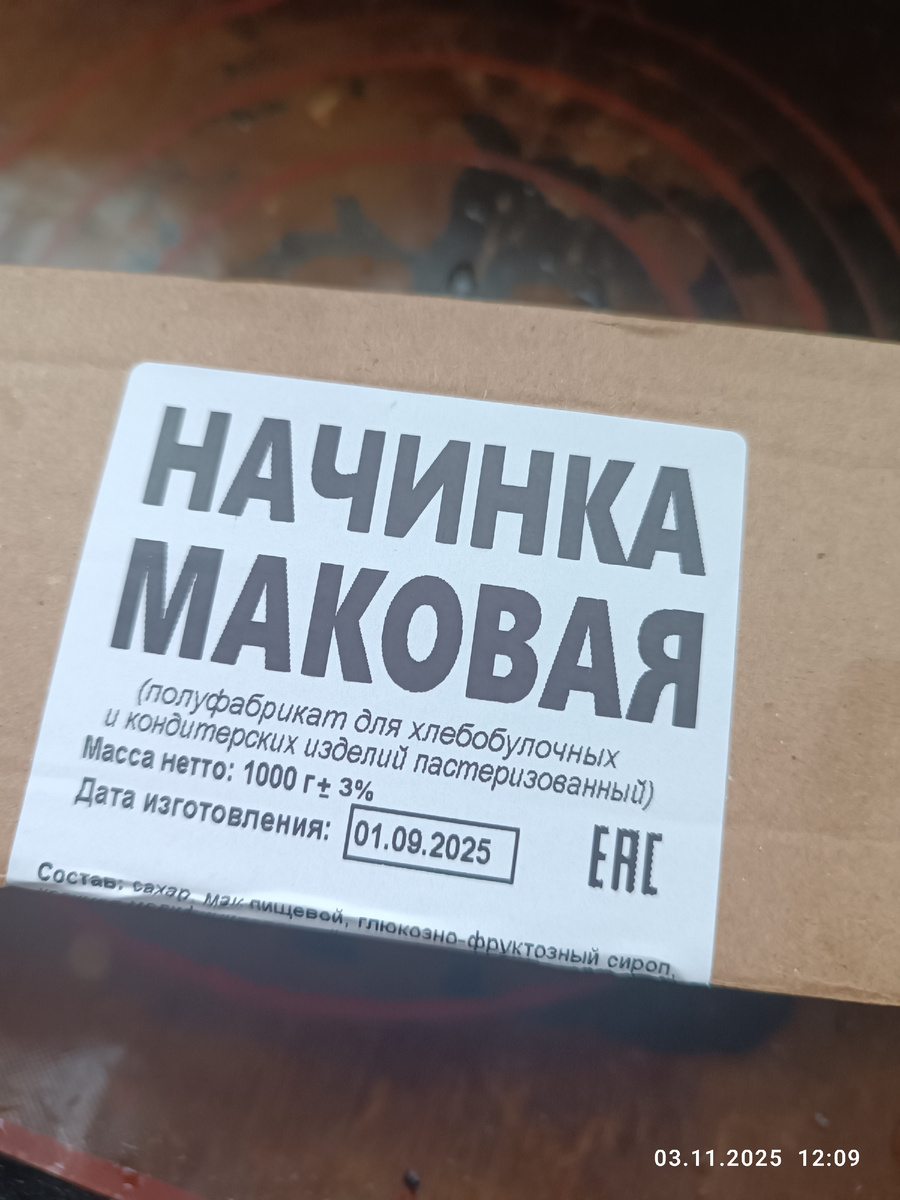 НАЧИНКА
МАКОВАЯ
(полуфабрикат для хлебобулочных
и кондитерских изделий пастеризованный)
Масса нетто: 1000 г± 3%
Дата изготовления: 01.09.2025
EAC
Состав: сахар, мак пищевой, глюкозно-фруктозный сироп,
03.11.2025 12:09